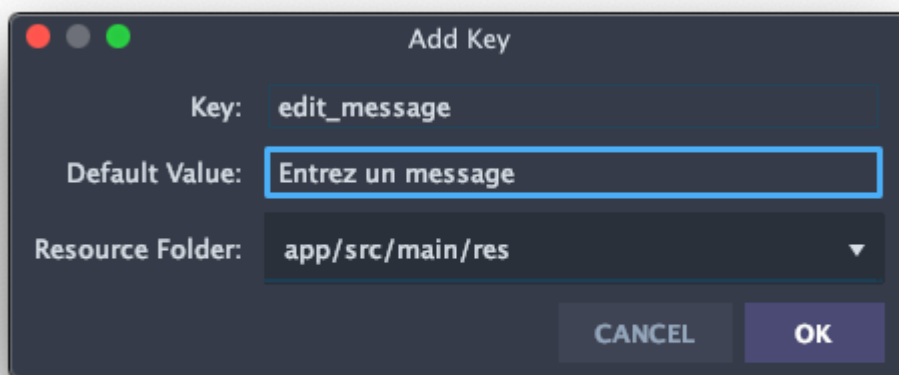 Add Key
Key: edit_message
Default Value: Entrez un message
Resource Folder: app/src/main/res
CANCEL OK